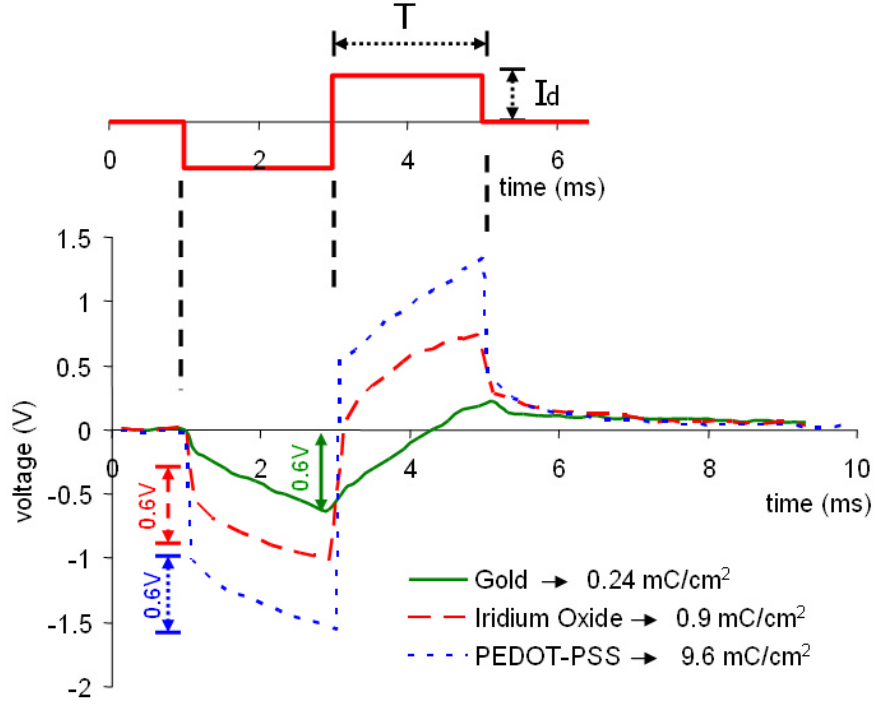 T
I d
0 2 4 6
time (ms)
1.5
1
0.5
0
-0.5
-1
-1.5
-2
voltage (V)
0 2 4 6 8 10
time (ms)
0.6V
0.6V
0.6V
Gold → 0.24 mC/cm²
Iridium Oxide → 0.9 mC/cm²
PEDOT-PSS → 9.6 mC/cm²